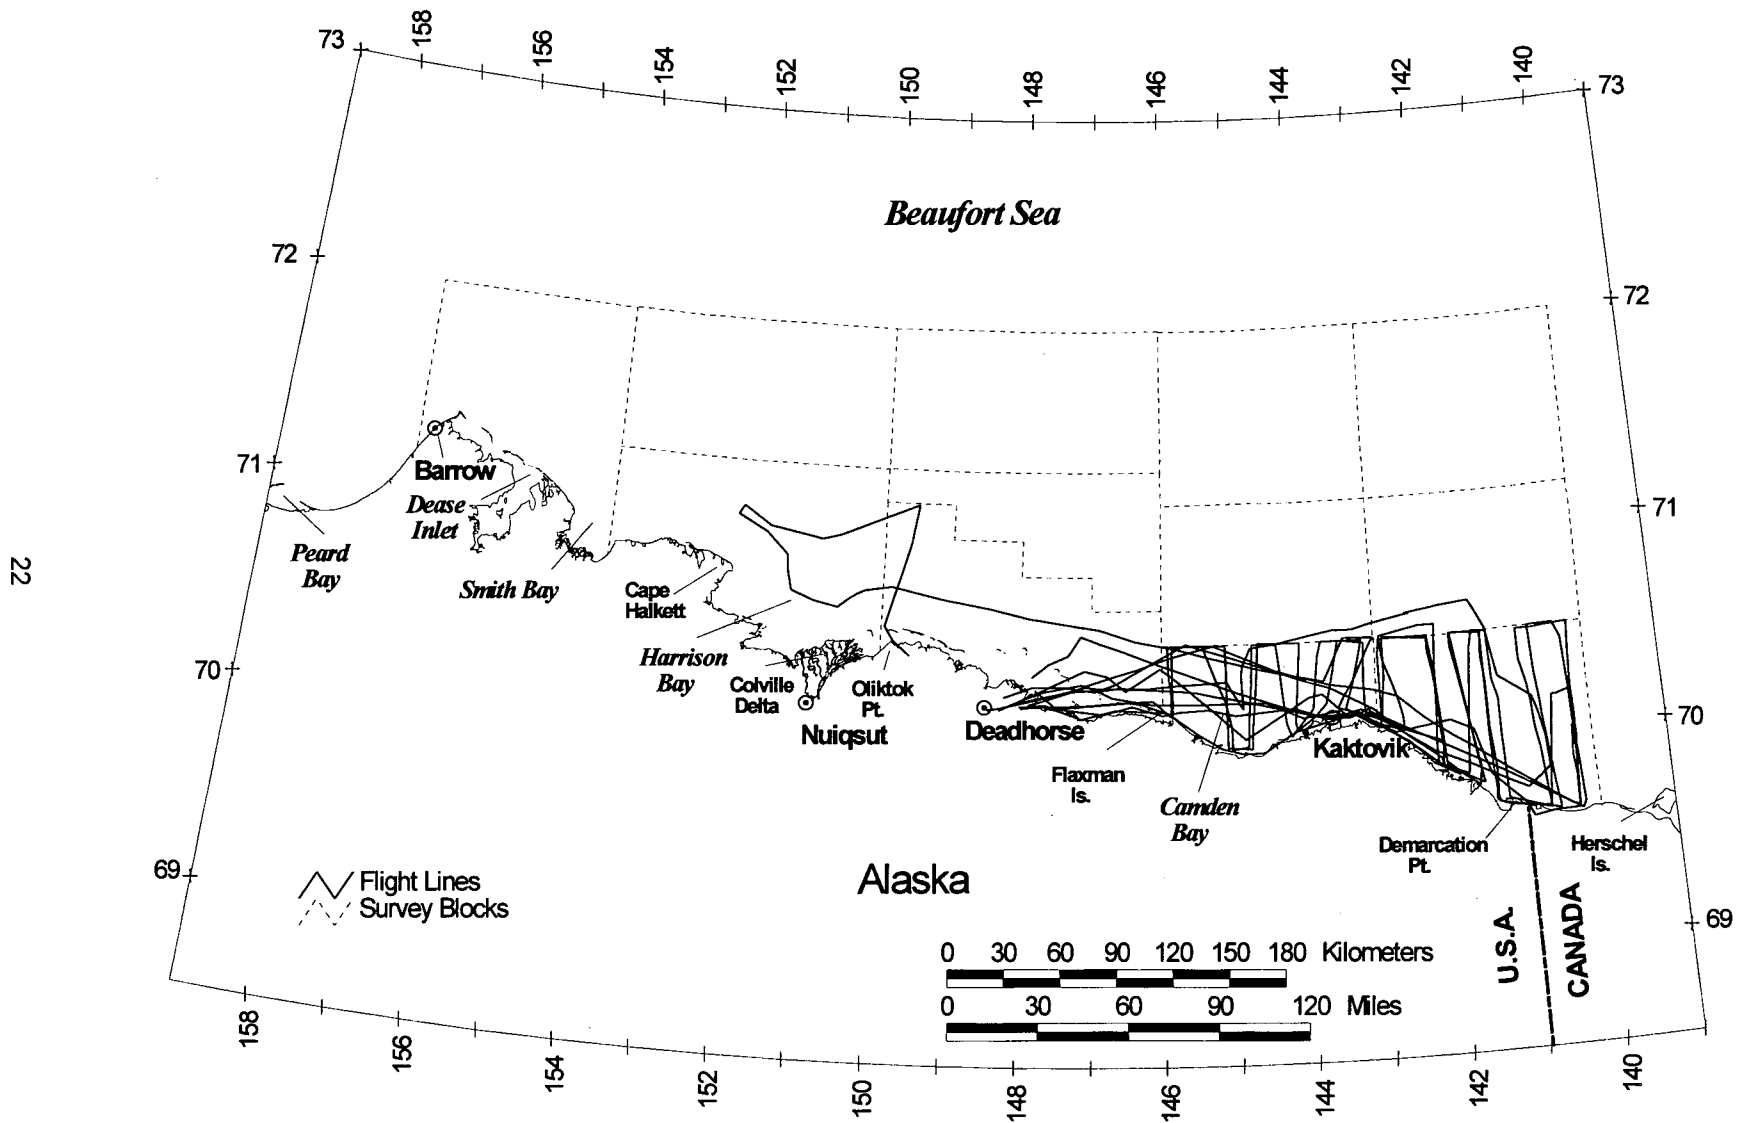 158
156
154
152
150
148
146
144
142
140
73
73
Beaufort Sea
72
72
71
71
Barrow
Dease
Inlet
Peard
Bay
Smith Bay
Cape
Halkett
Harrison
Bay
70
70
Colville
Delta
Oliktok
Pt.
Nuiqsut
Deadhorse
Kaktovik
Flaxman
Is.
Camden
Bay
Demarcation
Pt.
Herschel
Is.
Alaska
69
69
Flight Lines
Survey Blocks
U.S.A.
CANADA
0 30 60 90 120 150 180 Kilometers
0 30 60 90 120 Miles
158
156
154
152
150
148
146
144
142
140
22